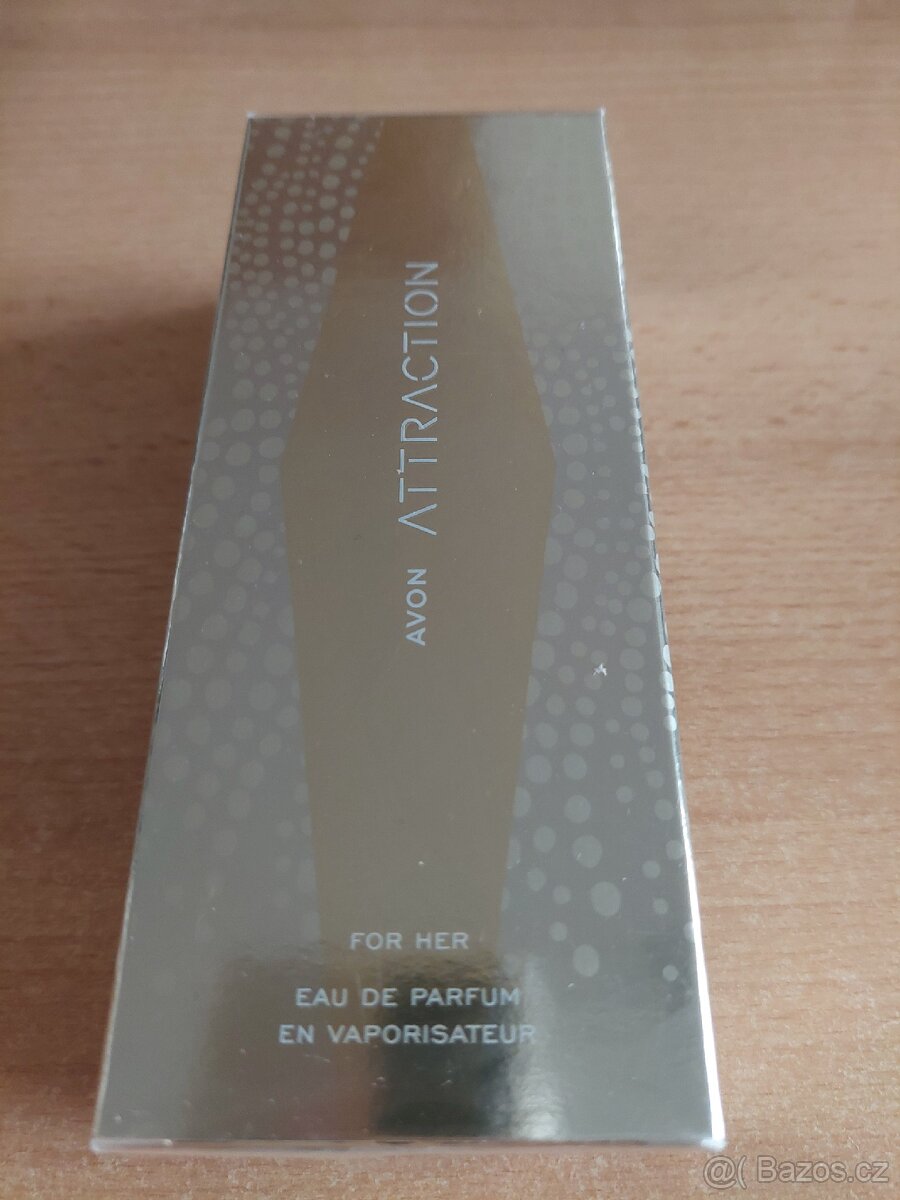 AVON ATTRACTION
FOR HER
EAU DE PARFUM
EN VAPORISATEUR
@( Bazos.cz